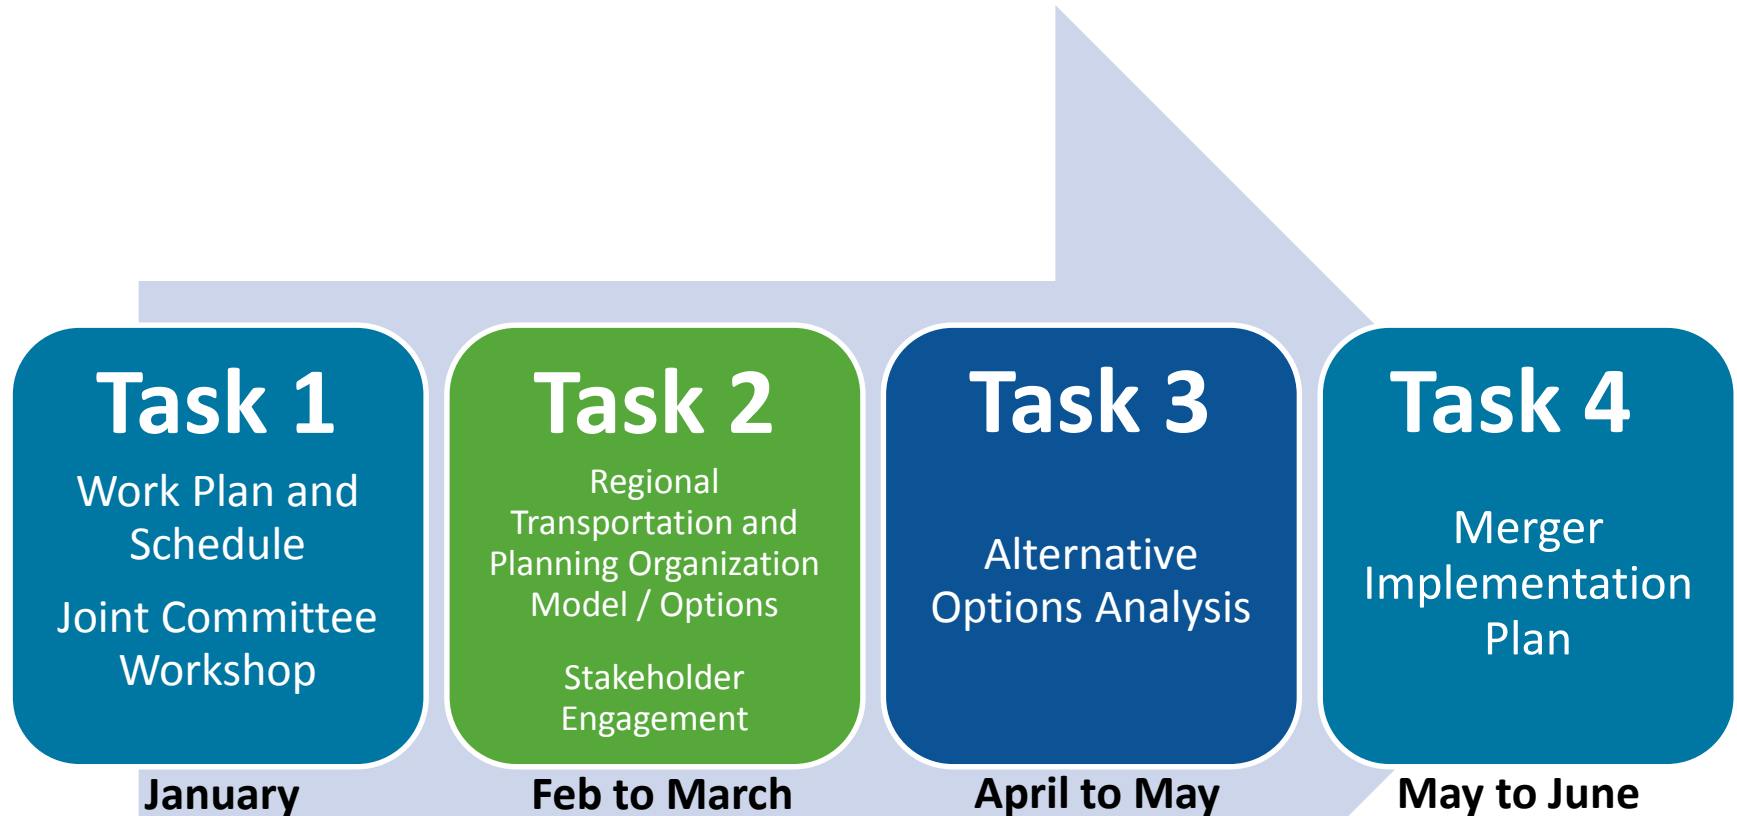 Task 1
Work Plan and
Schedule
Joint Committee
Workshop
January
Task 2
Regional
Transportation and
Planning Organization
Model / Options
Stakeholder
Engagement
Feb to March
Task 3
Alternative
Options Analysis
April to May
Task 4
Merger
Implementation
Plan
May to June